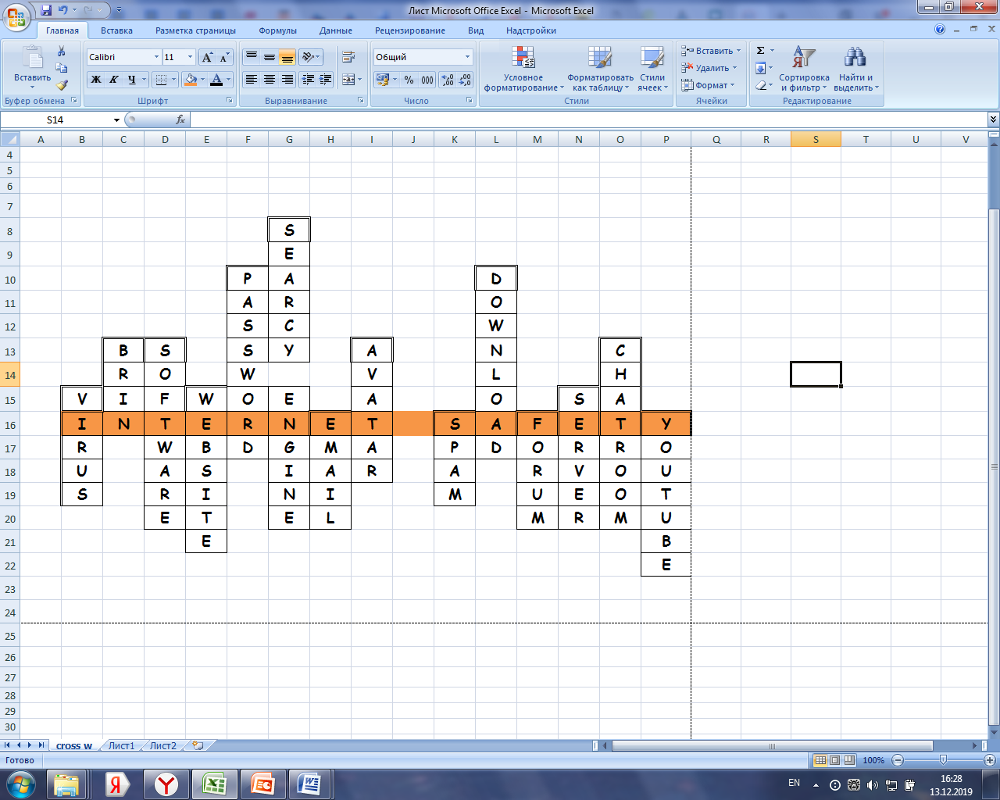 Лист Microsoft Office Excel - Microsoft Excel
Главная Вставка Разметка страницы Формулы Данные Рецензирование Вид Надстройки
Вставить
Буфер обмена
Calibri 11
Ж К Ч
Шрифт
Выравнивание
Общий
% 000 ,00 ,00
Число
Условное форматирование Форматировать как таблицу Стили ячеек
Стили
Вставить
Удалить
Формат
Ячейки
Σ
Сортировка и фильтр Найти и выделить
Редактирование
S14 fx
A B C D E F G H I J K L M N O P Q R S T U V
4
5
6
7
8 S
9 E
10 P A D
11 A R O
12 S C W
13 B S S Y A N C
14 R O W V L H
15 V I F W O E A O S A
16 I N T E R N E T S A F E T Y
17 R W B D G M A P D O R R O
18 U A S I A R A R V O U
19 S R I N I M U E O T
20 E T E L M R M U
21 E B
22 E
23
24
25
26
27
28
29
30
cross w Лист1 Лист2
Готово 100%
EN 16:28
13.12.2019